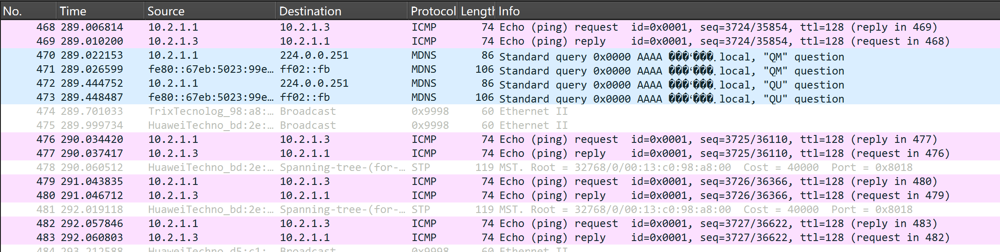 No. Time Source Destination Protocol Length Info
468 289.006814 10.2.1.1 10.2.1.3 ICMP 74 Echo (ping) request id=0x0001, seq=3724/35854, ttl=128 (reply in 469)
469 289.010200 10.2.1.3 10.2.1.1 ICMP 74 Echo (ping) reply id=0x0001, seq=3724/35854, ttl=128 (request in 468)
470 289.022153 10.2.1.1 224.0.0.251 MDNS 86 Standard query 0x0000 AAAA ���‘���.local, "QM" question
471 289.026599 fe80::67eb:5023:99e… ff02::fb MDNS 106 Standard query 0x0000 AAAA ���‘���.local, "QM" question
472 289.444752 10.2.1.1 224.0.0.251 MDNS 86 Standard query 0x0000 AAAA ���‘���.local, "QU" question
473 289.448487 fe80::67eb:5023:99e… ff02::fb MDNS 106 Standard query 0x0000 AAAA ���‘���.local, "QU" question
474 289.701033 TrixTecnolog_98:a8:… Broadcast 0x9998 60 Ethernet II
475 289.999734 HuaweiTechno_bd:2e:… Broadcast 0x9998 60 Ethernet II
476 290.034420 10.2.1.1 10.2.1.3 ICMP 74 Echo (ping) request id=0x0001, seq=3725/36110, ttl=128 (reply in 477)
477 290.037417 10.2.1.3 10.2.1.1 ICMP 74 Echo (ping) reply id=0x0001, seq=3725/36110, ttl=128 (request in 476)
478 290.060512 HuaweiTechno_bd:2e:… Spanning-tree-(for-… STP 119 MST. Root = 32768/0/00:13:c0:98:a8:00 Cost = 40000 Port = 0x8018
479 291.043835 10.2.1.1 10.2.1.3 ICMP 74 Echo (ping) request id=0x0001, seq=3726/36366, ttl=128 (reply in 480)
480 291.046712 10.2.1.3 10.2.1.1 ICMP 74 Echo (ping) reply id=0x0001, seq=3726/36366, ttl=128 (request in 479)
481 292.019118 HuaweiTechno_bd:2e:… Spanning-tree-(for-… STP 119 MST. Root = 32768/0/00:13:c0:98:a8:00 Cost = 40000 Port = 0x8018
482 292.057846 10.2.1.1 10.2.1.3 ICMP 74 Echo (ping) request id=0x0001, seq=3727/36622, ttl=128 (reply in 483)
483 292.060803 10.2.1.3 10.2.1.1 ICMP 74 Echo (ping) reply id=0x0001, seq=3727/36622, ttl=128 (request in 482)
484 293.212588 HuaweiTechno_d5:c1:… Broadcast 0x9998 60 Ethernet II